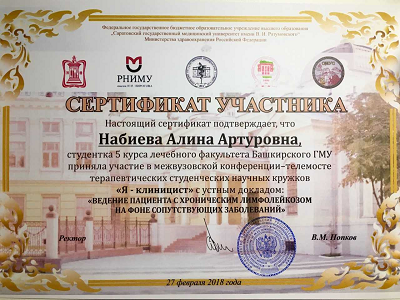 Федеральное государственное бюджетное образовательное учреждение высшего образования
"Саратовский государственный медицинский университет имени В. И. Разумовского"
Министерства здравоохранения Российской Федерации
РНИМУ
СЕРТИФИКАТ УЧАСТНИКА
Настоящий сертификат подтверждает, что
Набиева Алина Артуровна,
студентка 5 курса лечебного факультета Башкирского ГМУ
приняла участие в межвузовской конференции–телемосте
терапевтических студенческих научных кружков
«Я - клиницист» с устным докладом:
«ВЕДЕНИЕ ПАЦИЕНТА С ХРОНИЧЕСКИМ ЛИМФОЛЕЙКОЗОМ
НА ФОНЕ СОПУТСТВУЮЩИХ ЗАБОЛЕВАНИЙ»
Ректор
В.М. Попков
27 февраля 2018 года